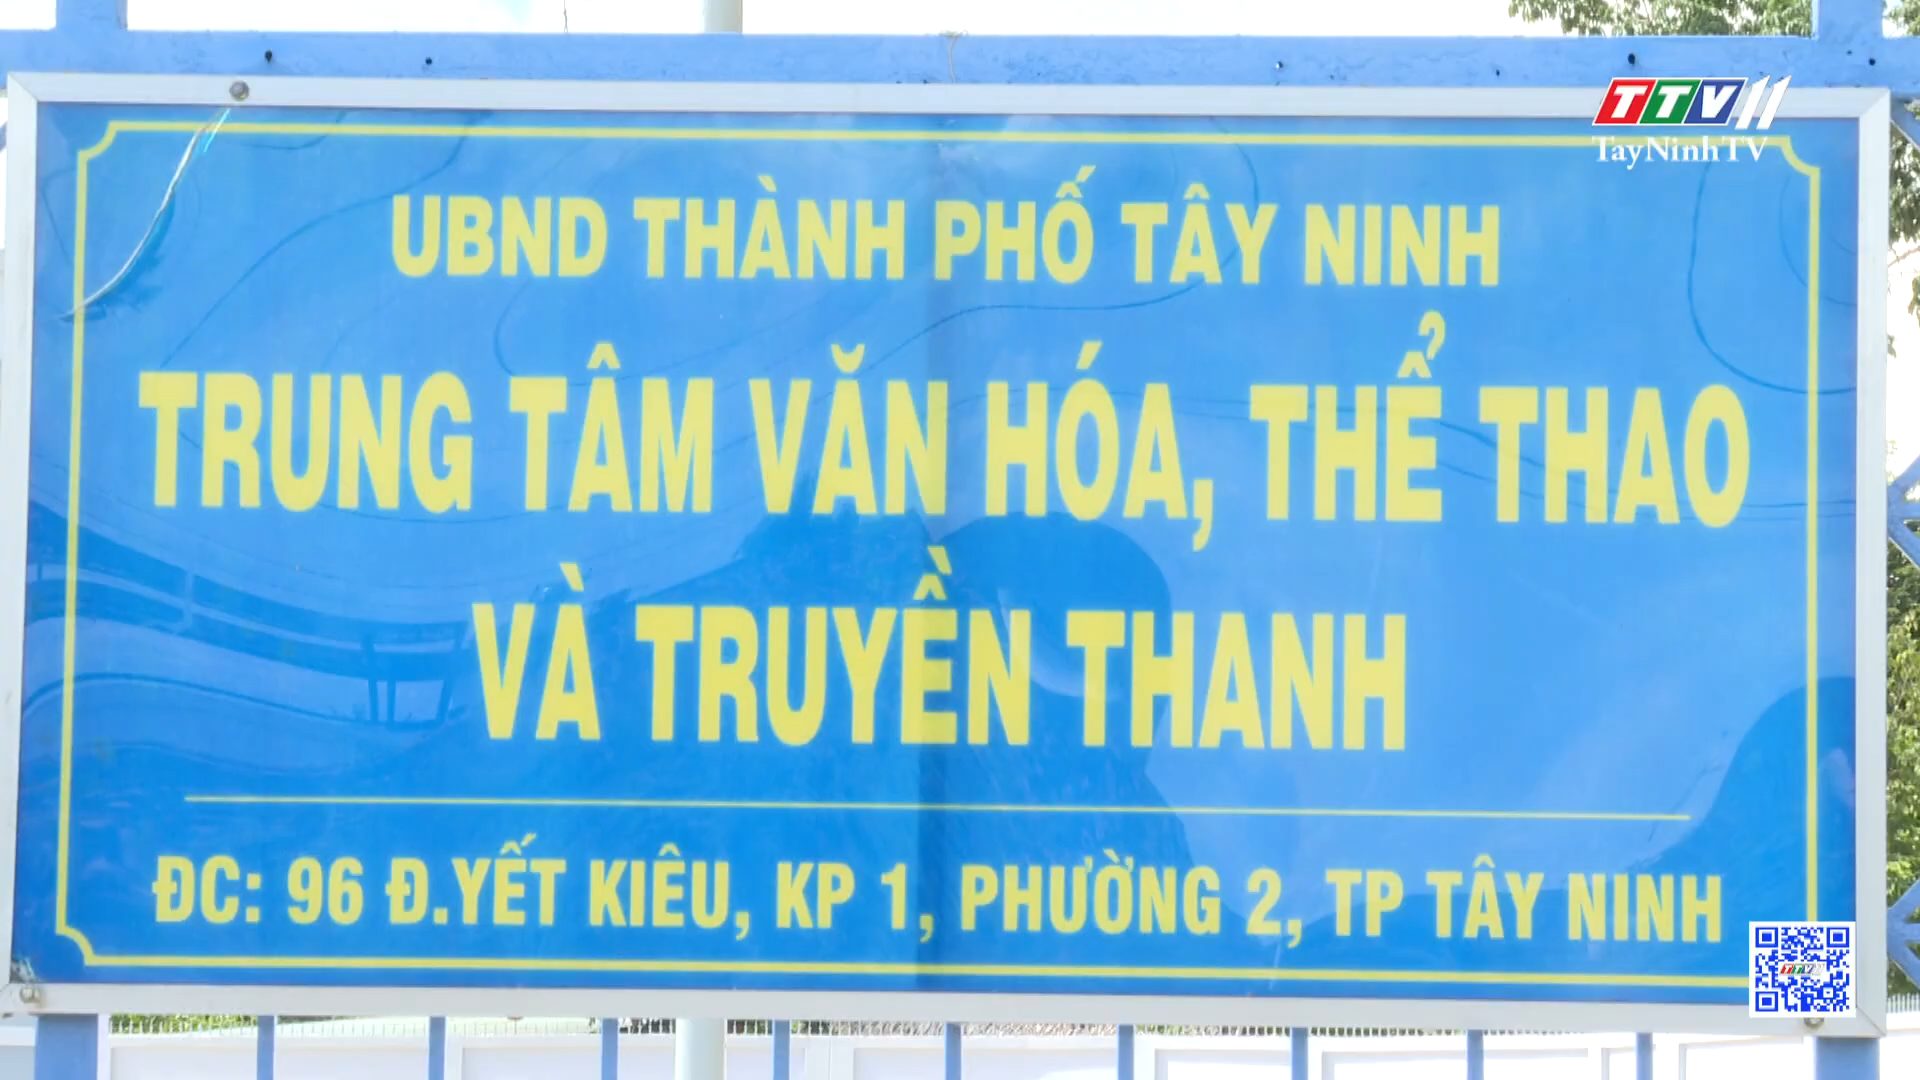 TTV11
TayNinhTV
UBND THÀNH PHỐ TÂY NINH
TRUNG TÂM VĂN HÓA, THỂ THAO
VÀ TRUYỀN THANH
ĐC: 96 Đ.YẾT KIÊU, KP 1, PHƯỜNG 2, TP TÂY NINH
TTV11